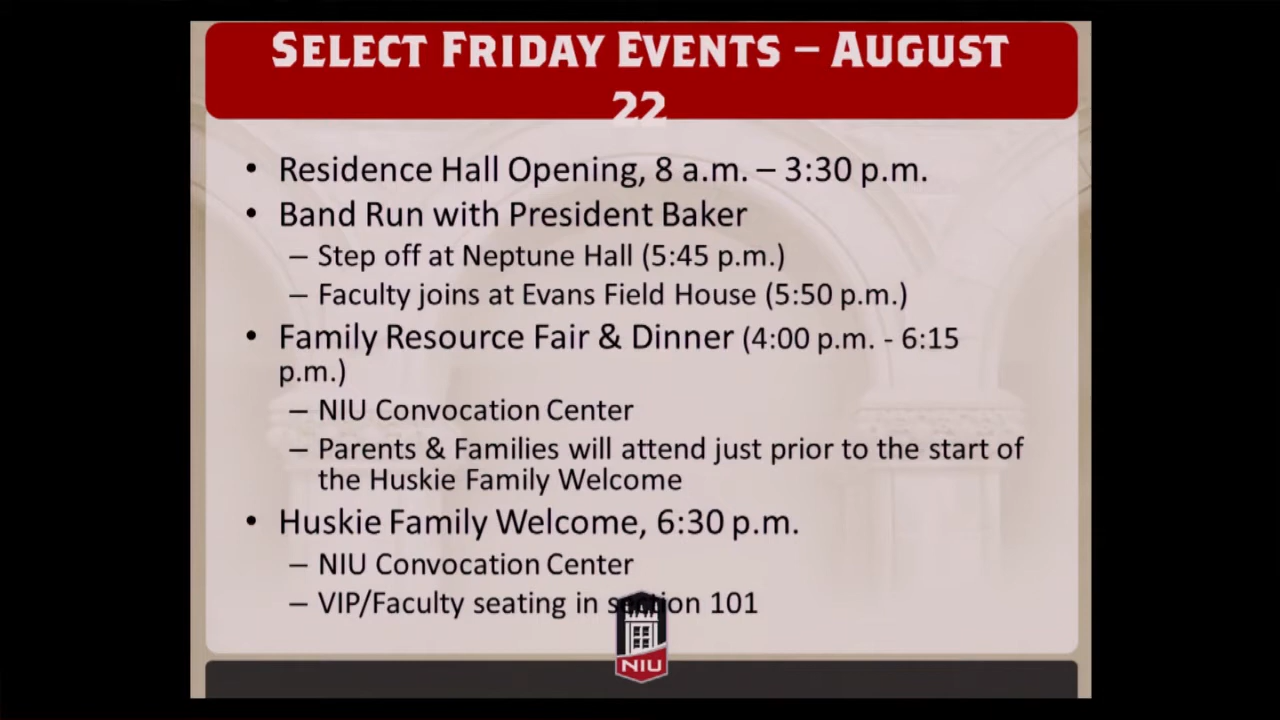 SELECT FRIDAY EVENTS – AUGUST
22
• Residence Hall Opening, 8 a.m. – 3:30 p.m.
• Band Run with President Baker
– Step off at Neptune Hall (5:45 p.m.)
– Faculty joins at Evans Field House (5:50 p.m.)
• Family Resource Fair & Dinner (4:00 p.m. - 6:15
p.m.)
– NIU Convocation Center
– Parents & Families will attend just prior to the start of
the Huskie Family Welcome
• Huskie Family Welcome, 6:30 p.m.
– NIU Convocation Center
– VIP/Faculty seating in section 101
NIU